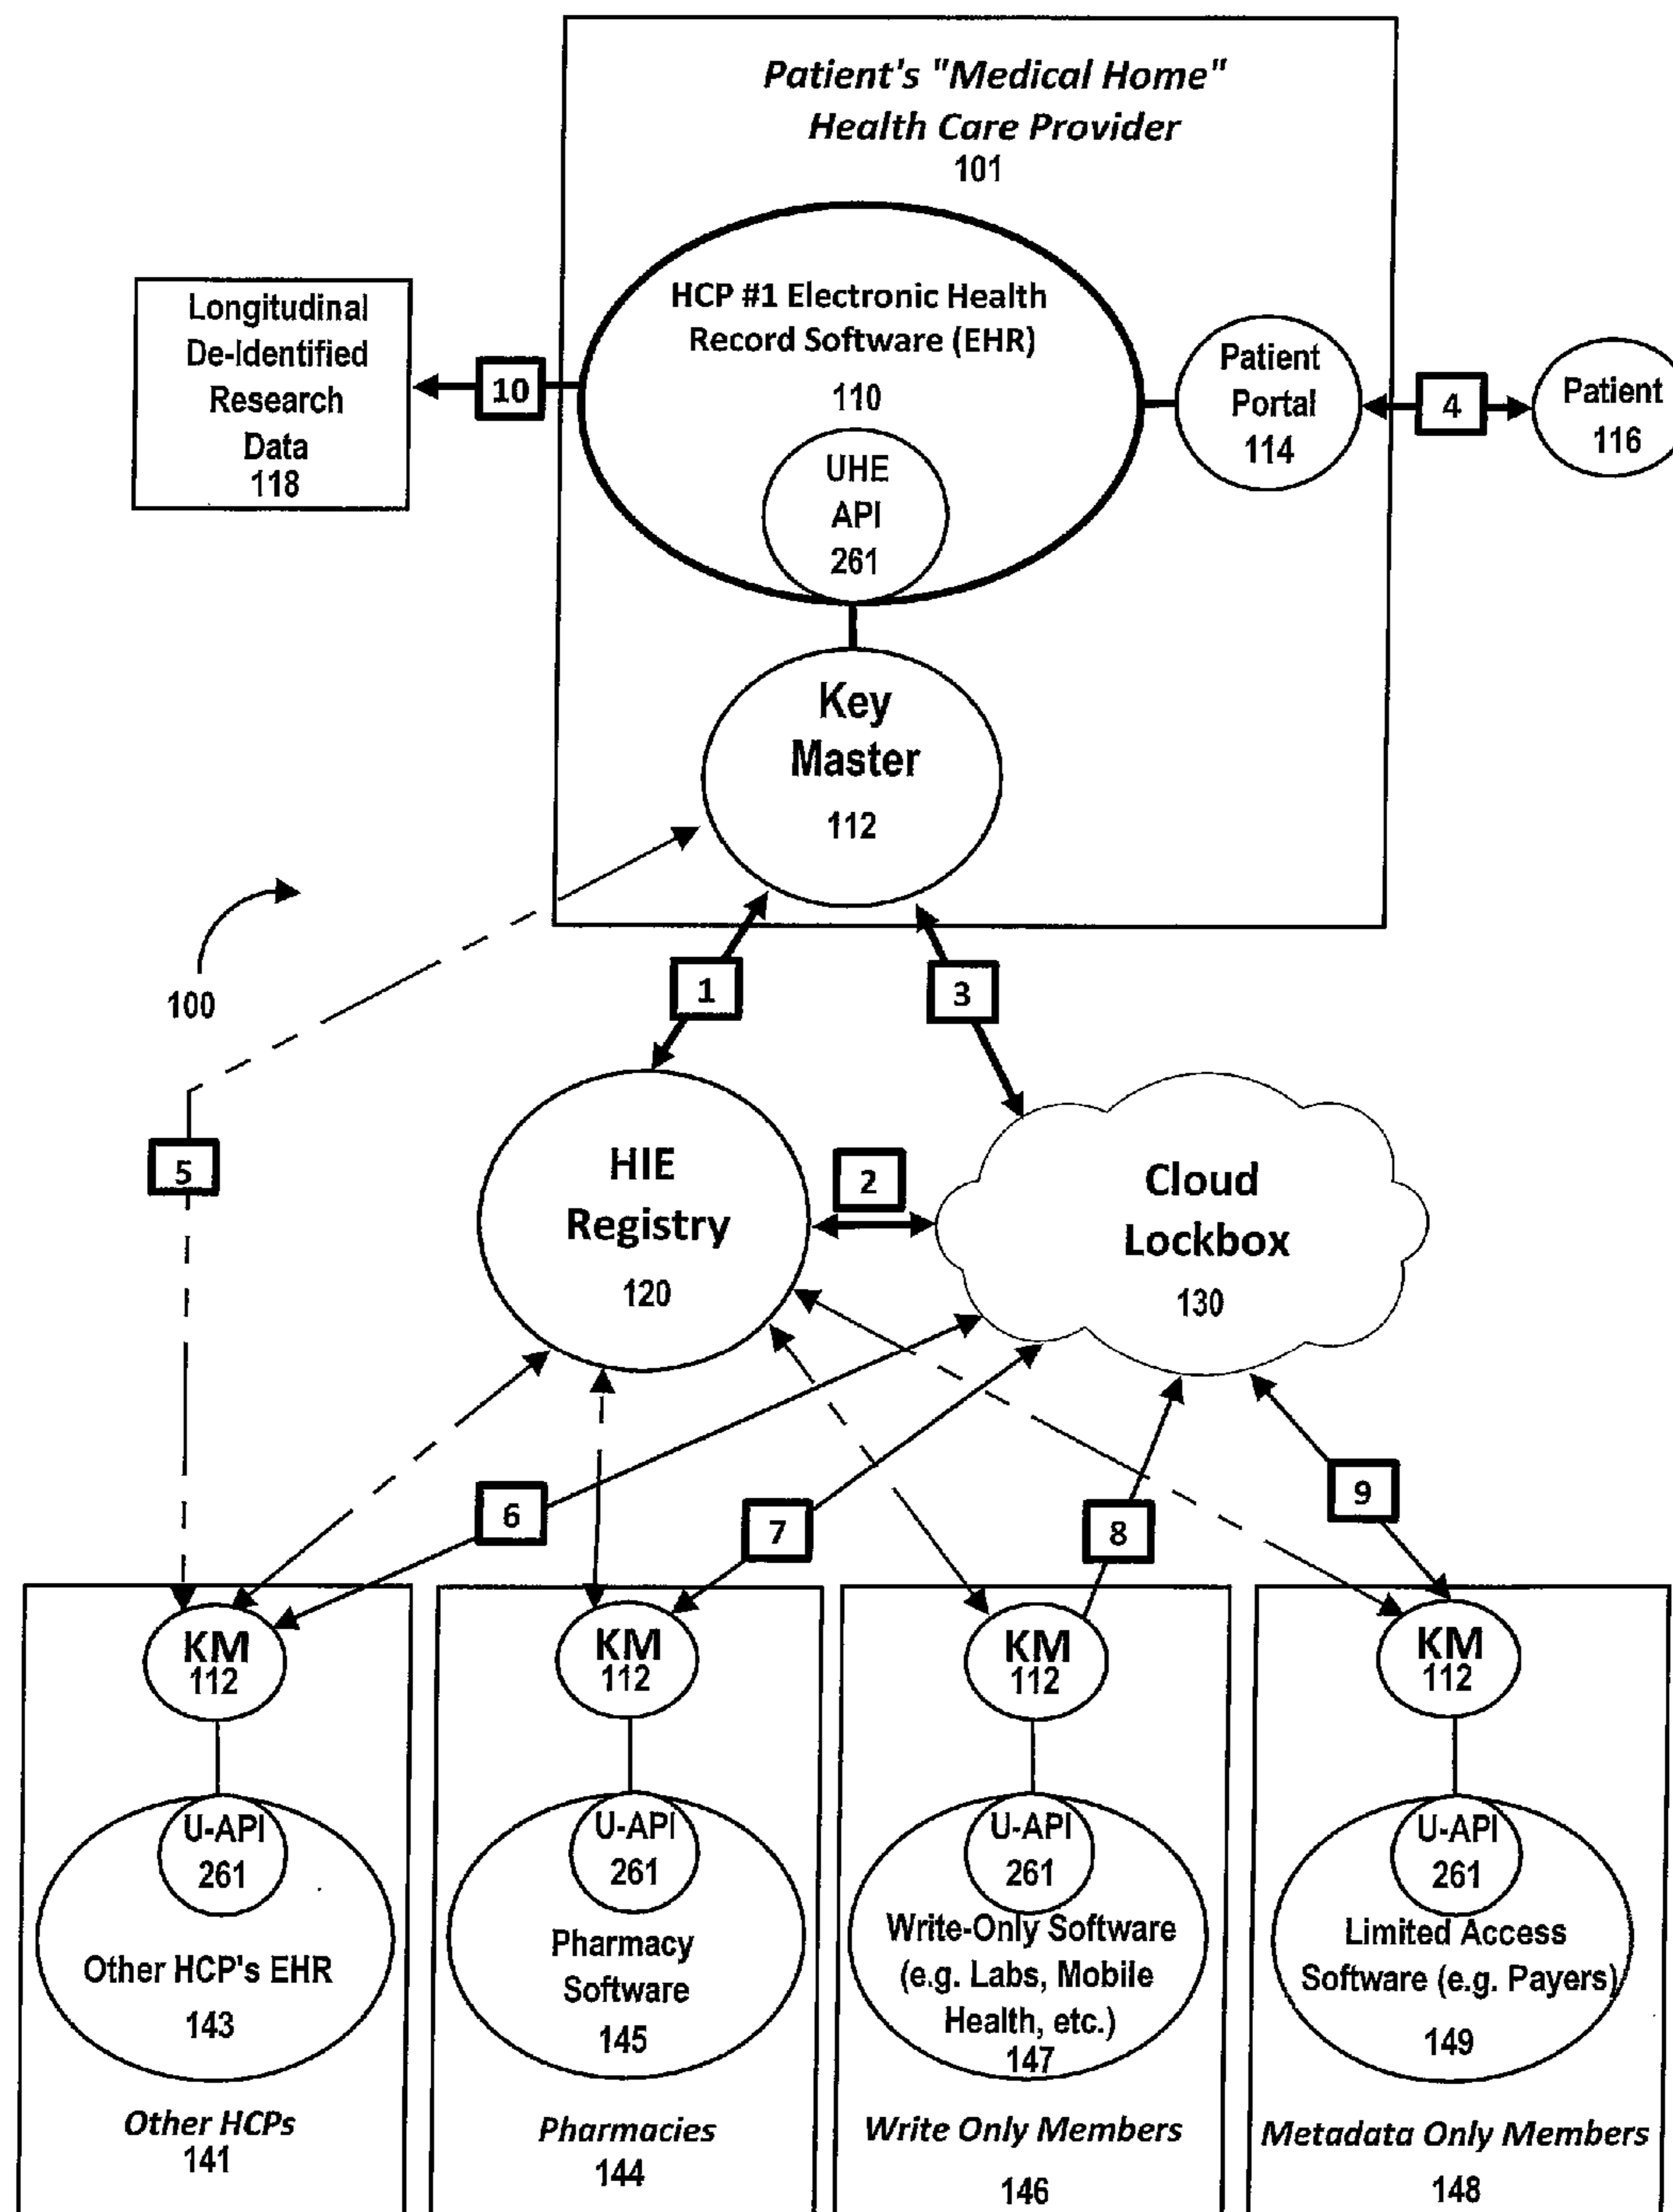 Patient's "Medical Home"
Health Care Provider
101
HCP #1 Electronic Health
Record Software (EHR)
110
UHE
API
261
Longitudinal
De-Identified
Research
Data
118
10
Patient
Portal
114
4
Patient
116
Key
Master
112
100
1
3
5
HIE
Registry
120
2
Cloud
Lockbox
130
6
7
8
9
KM
112
U-API
261
Other HCP's EHR
143
Other HCPs
141
KM
112
U-API
261
Pharmacy
Software
145
Pharmacies
144
KM
112
U-API
261
Write-Only Software
(e.g. Labs, Mobile
Health, etc.)
147
Write Only Members
146
KM
112
U-API
261
Limited Access
Software (e.g. Payers)
149
Metadata Only Members
148